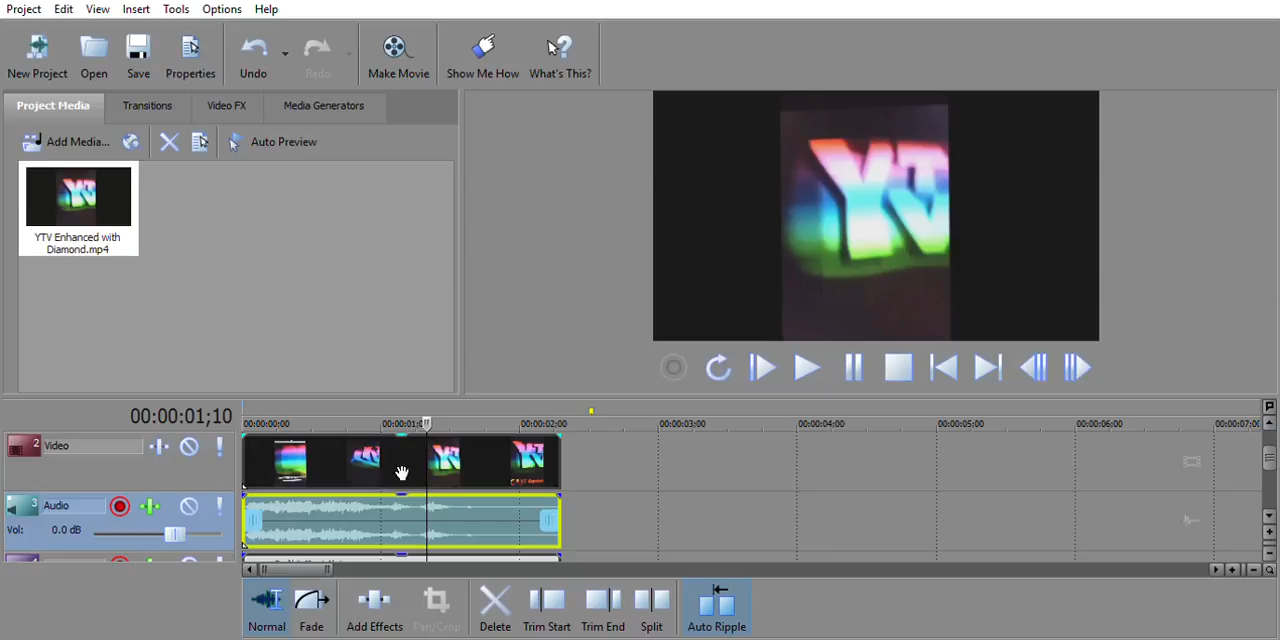 Project Edit View Insert Tools Options Help
New Project Open Save Properties Undo Redo Make Movie Show Me How What's This?
Project Media Transitions Video FX Media Generators
Add Media... Auto Preview
YTV Enhanced with
Diamond.mp4
YTV
00:00:01;10
00:00:00;00 00:00:02;00 00:00:03;00 00:00:04;00 00:00:05;00 00:00:06;00
2 Video
3 Audio
Vol: 0.0 dB
Normal Fade Add Effects Pan/Crop Delete Trim Start Trim End Split Auto Ripple